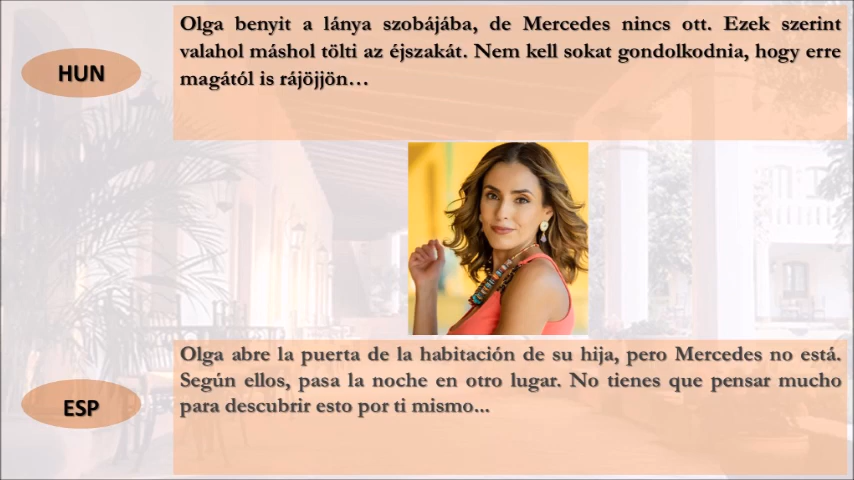 HUN
Olga benyit a lánya szobájába, de Mercedes nincs ott. Ezek szerint
valahol máshol tölti az éjszakát. Nem kell sokat gondolkodnia, hogy erre
magától is rájöjjön…
ESP
Olga abre la puerta de la habitación de su hija, pero Mercedes no está.
Según ellos, pasa la noche en otro lugar. No tienes que pensar mucho
para descubrir esto por ti mismo...